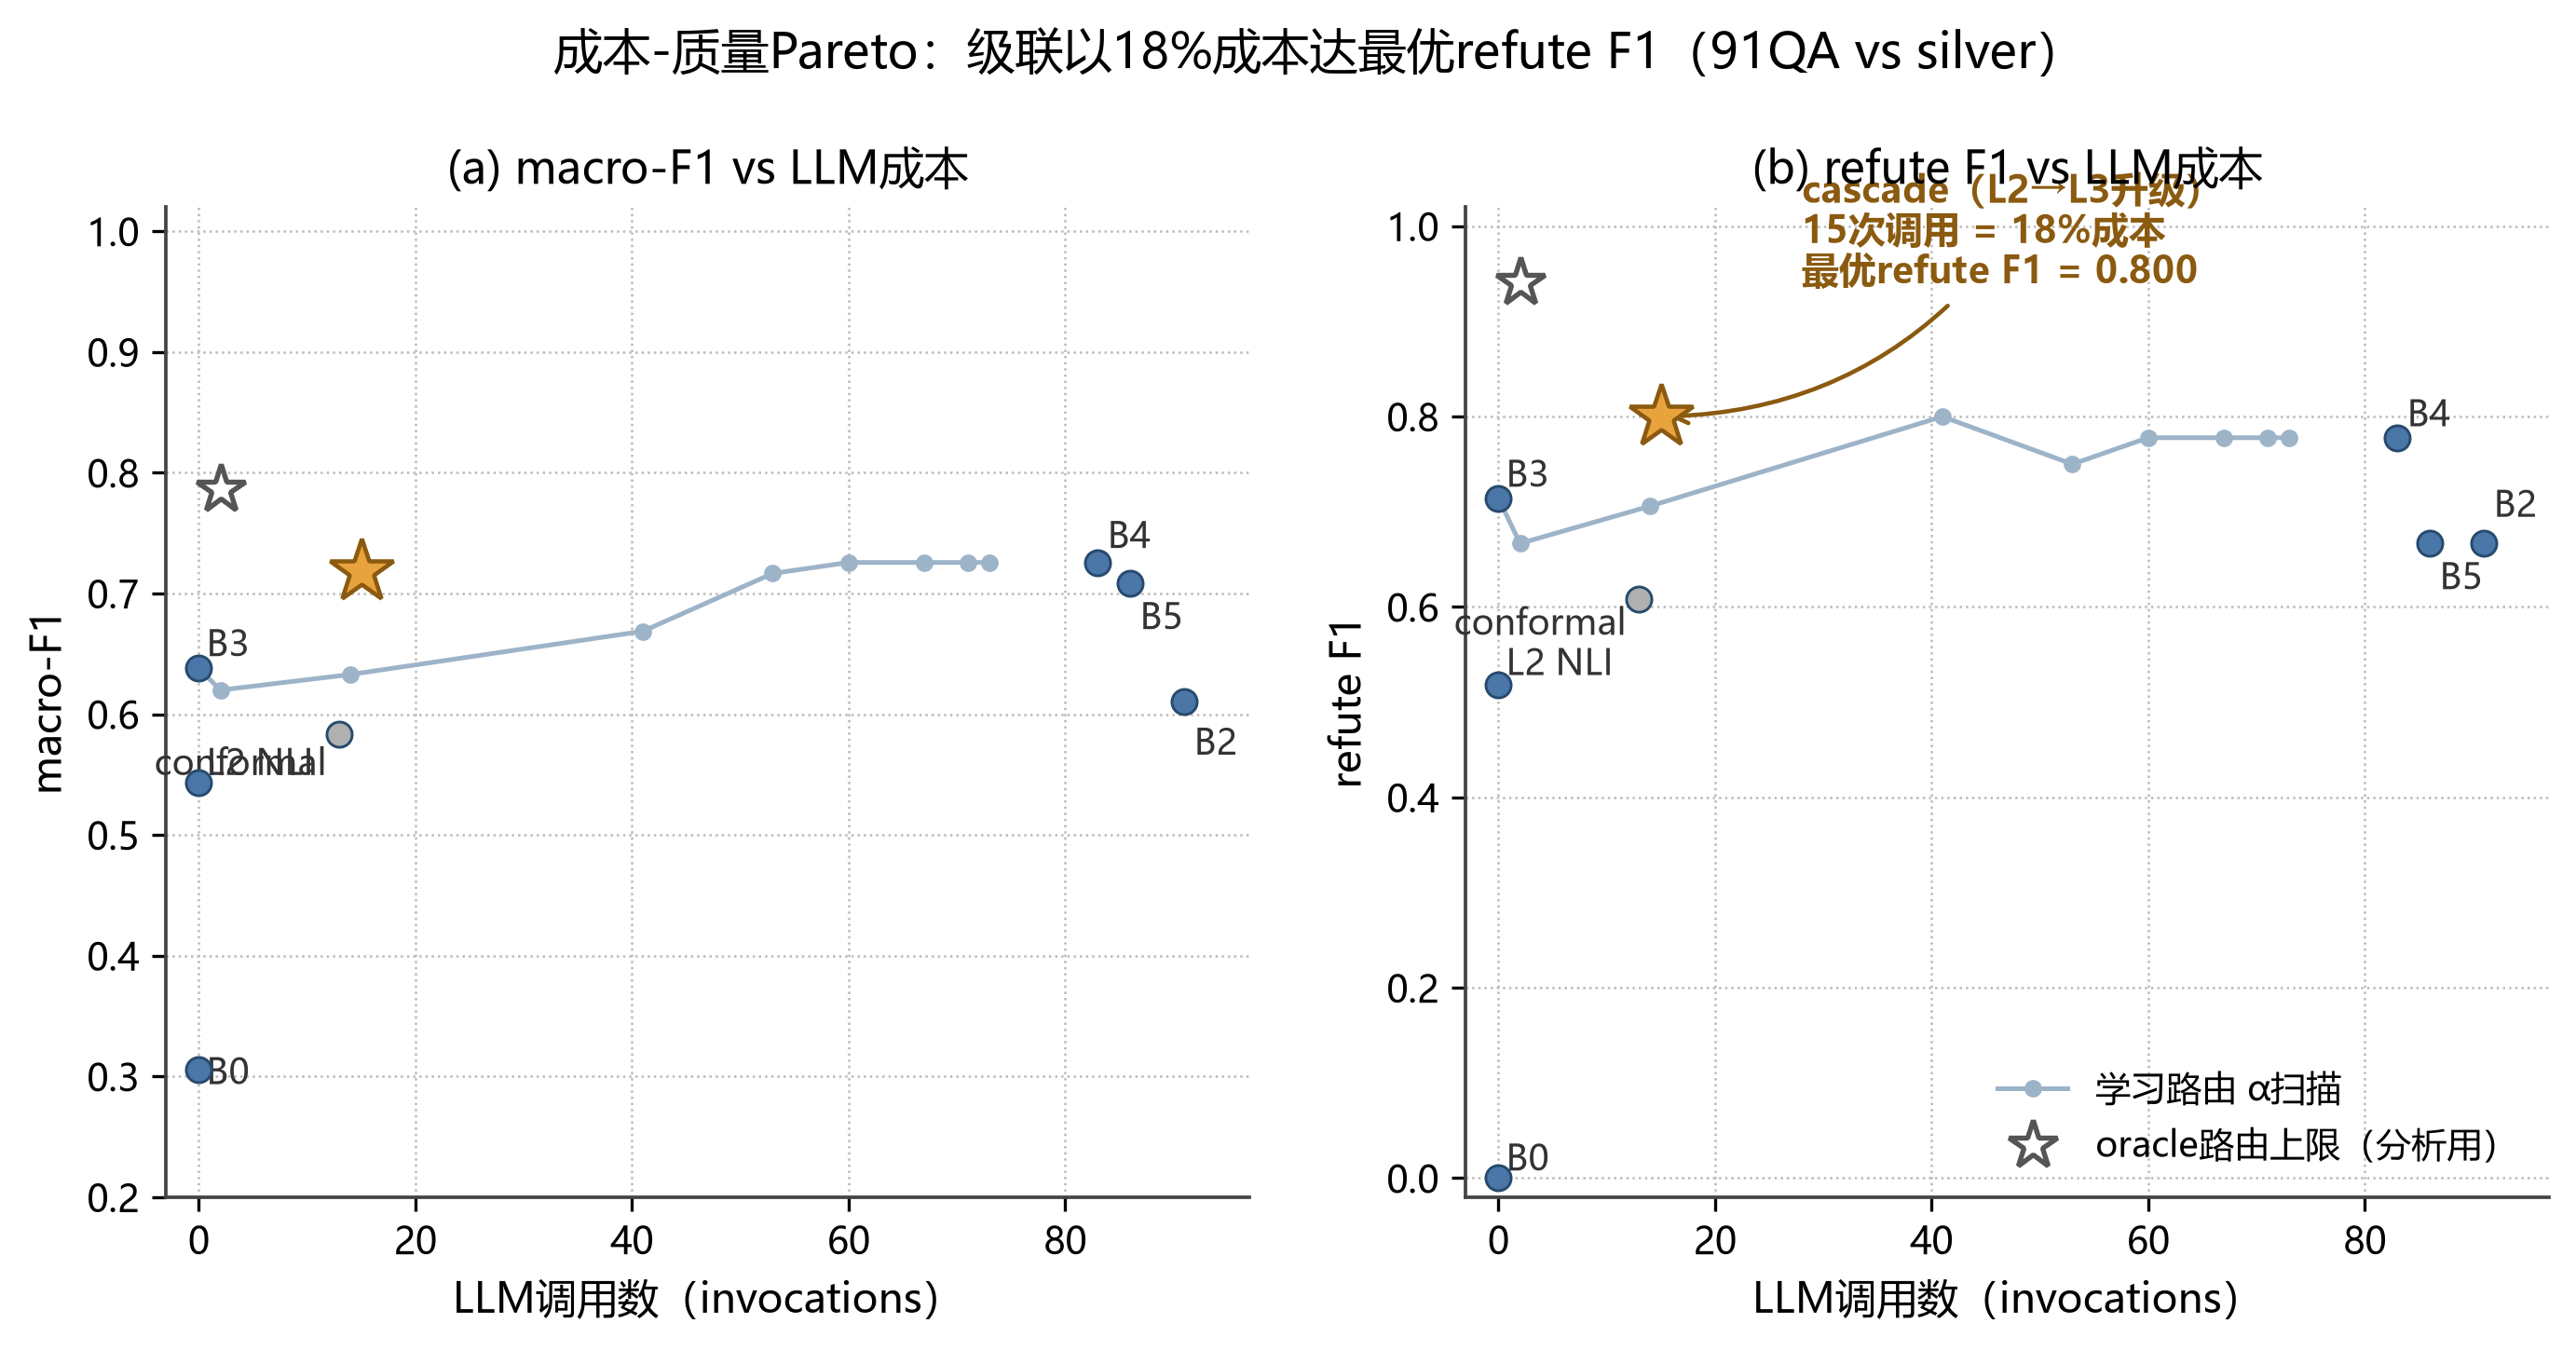 成本-质量Pareto：级联以18%成本达最优refute F1（91QA vs silver）
(a) macro-F1 vs LLM成本
macro-F1
1.0
0.9
0.8
0.7
0.6
0.5
0.4
0.3
0.2
B3
conformal
L2 NLI
B0
B4
B5
B2
0
20
40
60
80
LLM调用数（invocations）
(b) refute F1 vs LLM成本
cascade（L2→L3升级）
15次调用 = 18%成本
最优refute F1 = 0.800
refute F1
1.0
0.8
0.6
0.4
0.2
0.0
B3
conformal
L2 NLI
B0
B4
B2
B5
学习路由 α扫描
oracle路由上限（分析用）
0
20
40
60
80
LLM调用数（invocations）